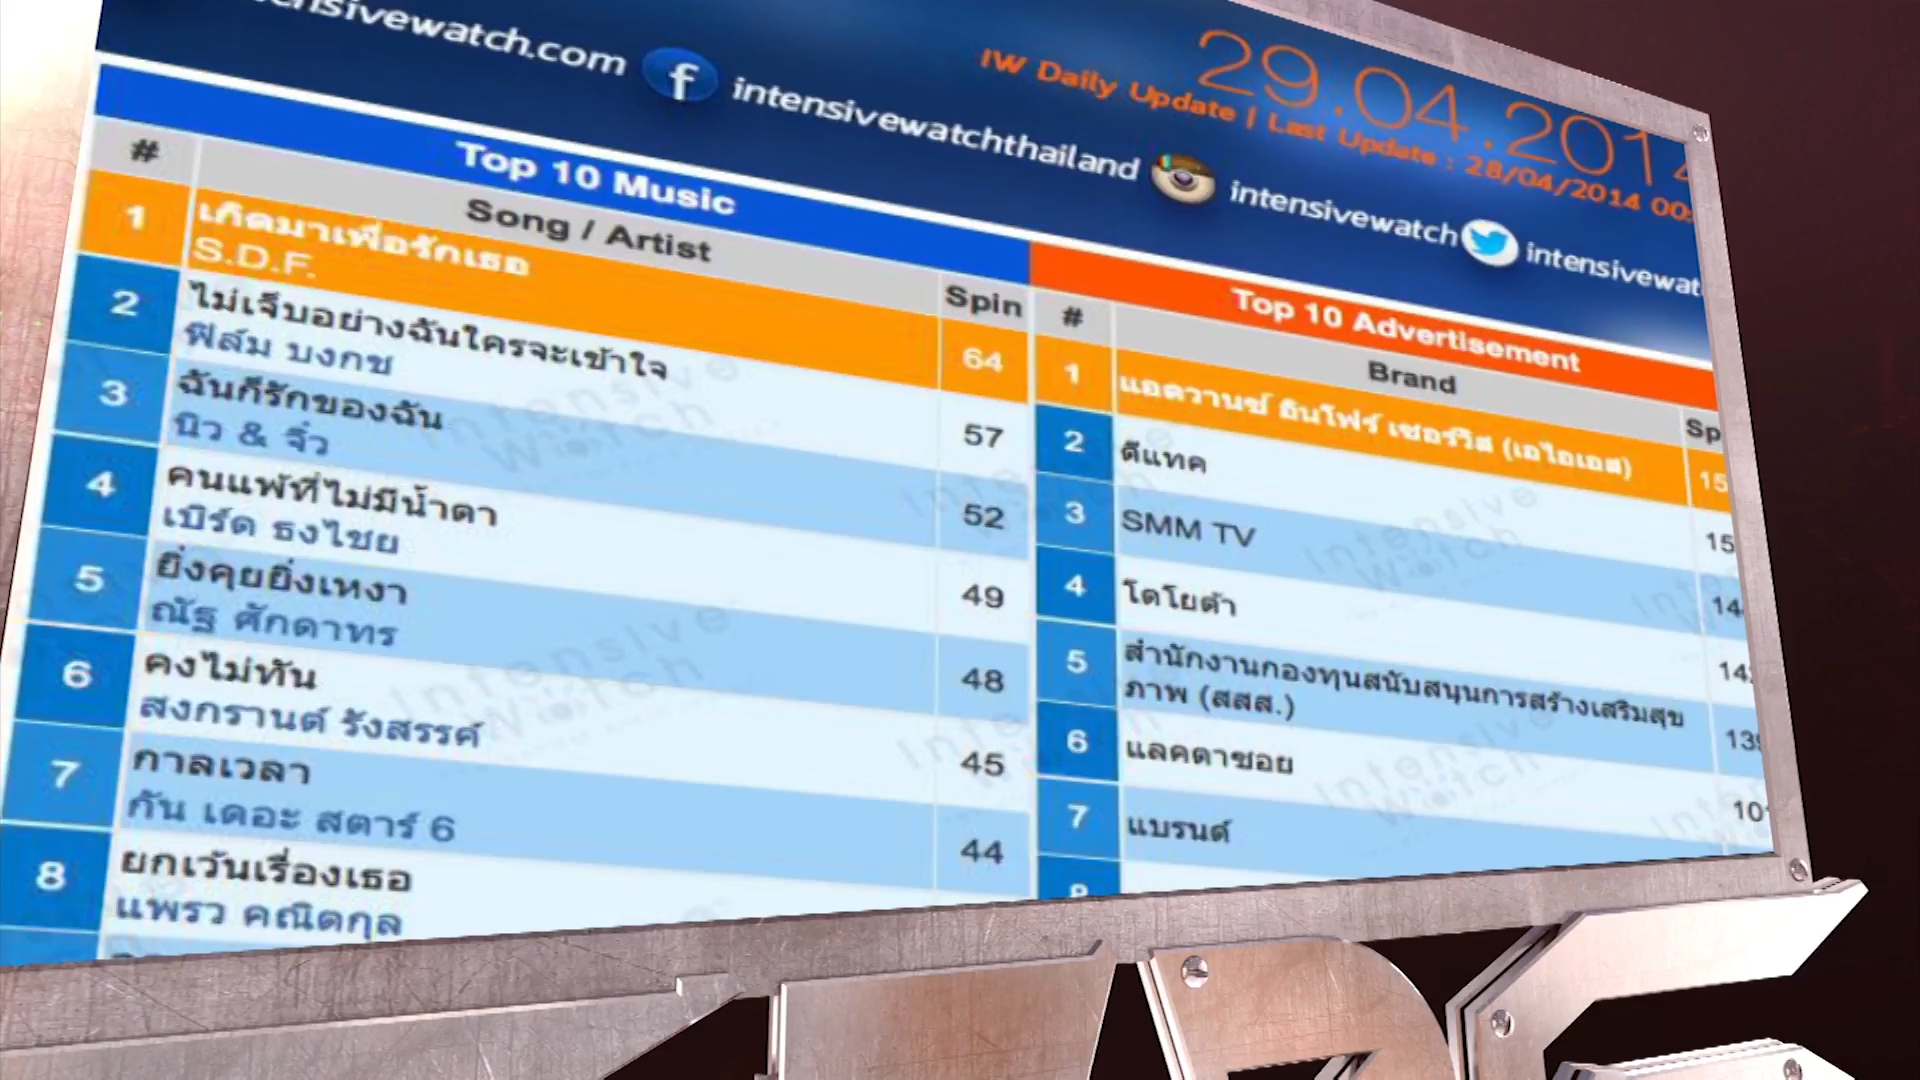 intensivewatch.com
intensivewatchthailand
intensivewatch
29.04.2014
IW Daily Update | Last Update : 28/04/2014 00:
Top 10 Music
# Song / Artist Spin
1 เกิดมาเพื่อรักเธอ 64
S.D.F.
2 ไม่เจ็บอย่างฉันใครจะเข้าใจ 57
ฟิล์ม บงกช
3 ฉันก็รักของฉัน 52
นิว & จิ๋ว
4 คนแพ้ที่ไม่มีน้ำตา 49
เบิร์ด ธงไชย
5 ยิ่งคุยยิ่งเหงา 48
ณัฐ ศักดาทร
6 คงไม่ทัน 45
สงกรานต์ รังสรรค์
7 กาลเวลา 44
กัน เดอะ สตาร์ 6
8 ยกเว้นเรื่องเธอ
แพรว คณิตกุล
Top 10 Advertisement
# Brand Sp
1 แอดวานซ์ อินโฟร์ เซอร์วิส (เอไอเอส) 15
2 ดีแทค 15
3 SMM TV 14
4 โตโยต้า 14
5 สำนักงานกองทุนสนับสนุนการสร้างเสริมสุข 13
ภาพ (สสส.)
6 แลคตาซอย 10
7 แบรนด์
8